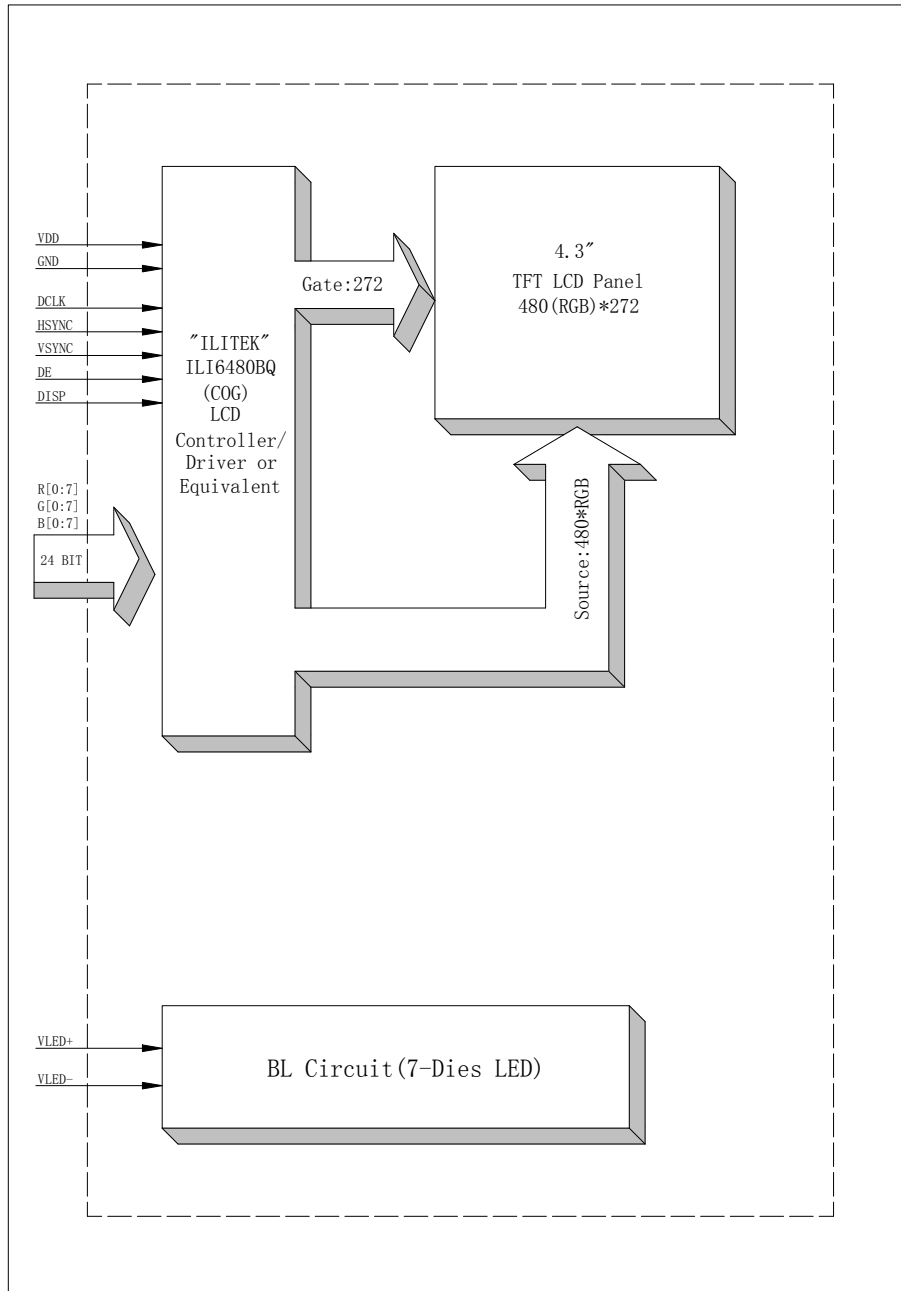 VDD
GND
DCLK
HSYNC
VSYNC
DE
DISP
R[0:7]
G[0:7]
B[0:7]
24 BIT
"ILITEK"
ILI6480BQ
(COG)
LCD
Controller/
Driver or
Equivalent
Gate:272
4.3"
TFT LCD Panel
480(RGB)*272
Source:480*RGB
VLED+
VLED-
BL Circuit(7-Dies LED)